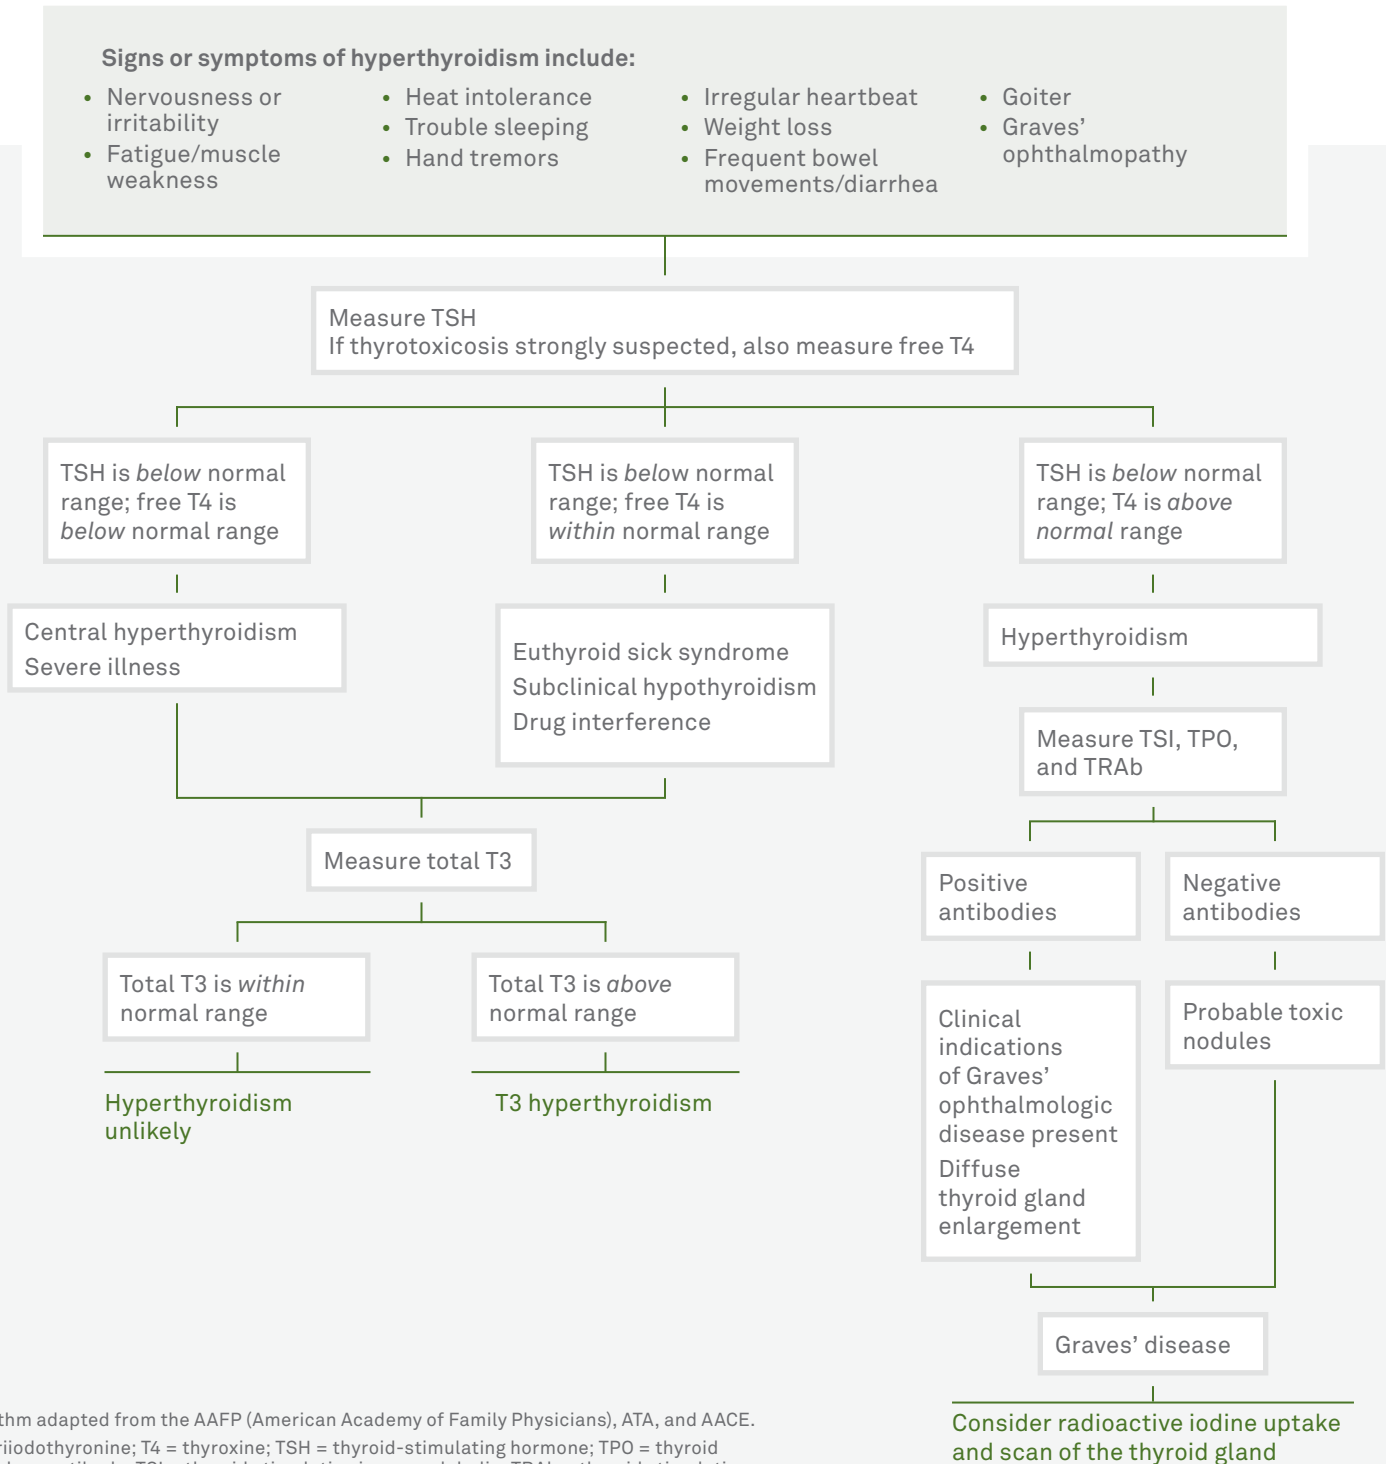 Signs or symptoms of hyperthyroidism include:
• Nervousness or
irritability
• Fatigue/muscle
weakness
• Heat intolerance
• Trouble sleeping
• Hand tremors
• Irregular heartbeat
• Weight loss
• Frequent bowel
movements/diarrhea
• Goiter
• Graves’
ophthalmopathy
Measure TSH
If thyrotoxicosis strongly suspected, also measure free T4
TSH is below normal
range; free T4 is
below normal range
TSH is below normal
range; free T4 is
within normal range
TSH is below normal
range; T4 is above
normal range
Central hyperthyroidism
Severe illness
Euthyroid sick syndrome
Subclinical hypothyroidism
Drug interference
Hyperthyroidism
Measure TSI, TPO,
and TRAb
Measure total T3
Positive
antibodies
Negative
antibodies
Total T3 is within
normal range
Total T3 is above
normal range
Clinical
indications
of Graves’
ophthalmologic
disease present
Diffuse
thyroid gland
enlargement
Probable toxic
nodules
Hyperthyroidism
unlikely
T3 hyperthyroidism
Graves’ disease
Consider radioactive iodine uptake
and scan of the thyroid gland
thm adapted from the AAFP (American Academy of Family Physicians), ATA, and AACE.
riiodothyronine; T4 = thyroxine; TSH = thyroid-stimulating hormone; TPO = thyroid